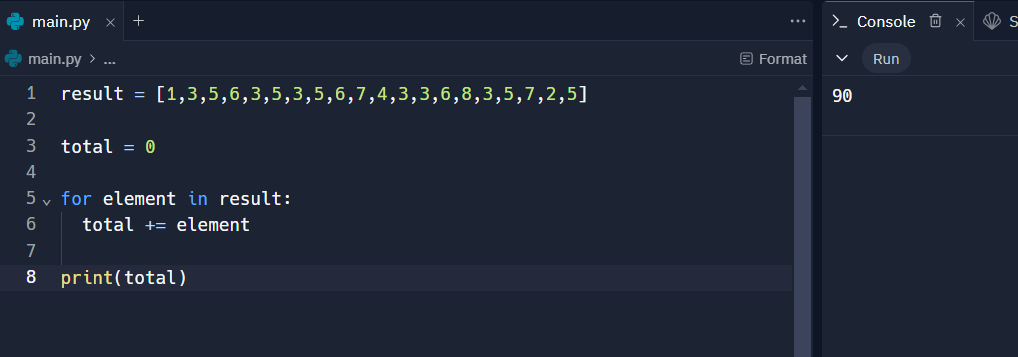 main.py × +
...
main.py > ...
Format
1 result = [1,3,5,6,3,5,3,5,6,7,4,3,3,6,8,3,5,7,2,5]
2
3 total = 0
4
5 for element in result:
6 total += element
7
8 print(total)
>_ Console ×
S
Run
90